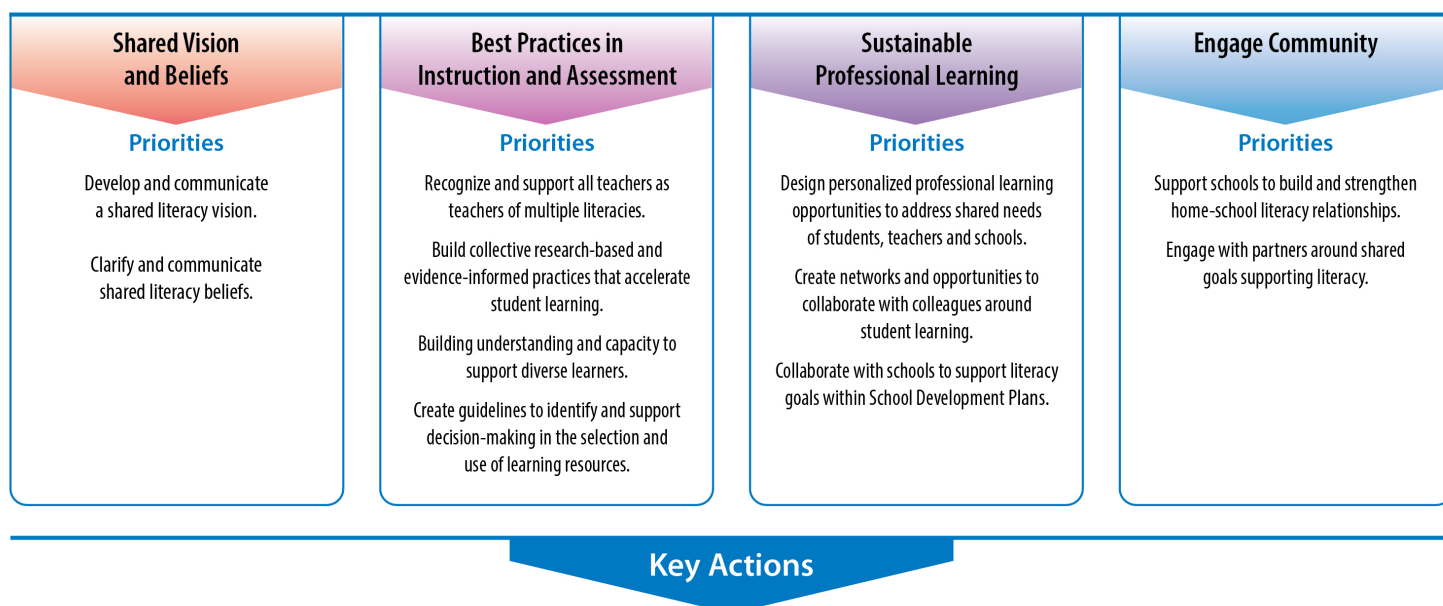 Shared Vision
and Beliefs
Priorities
Develop and communicate
a shared literacy vision.
Clarify and communicate
shared literacy beliefs.
Best Practices in
Instruction and Assessment
Priorities
Recognize and support all teachers as
teachers of multiple literacies.
Build collective research-based and
evidence-informed practices that accelerate
student learning.
Building understanding and capacity to
support diverse learners.
Create guidelines to identify and support
decision-making in the selection and
use of learning resources.
Sustainable
Professional Learning
Priorities
Design personalized professional learning
opportunities to address shared needs
of students, teachers and schools.
Create networks and opportunities to
collaborate with colleagues around
student learning.
Collaborate with schools to support literacy
goals within School Development Plans.
Engage Community
Priorities
Support schools to build and strengthen
home-school literacy relationships.
Engage with partners around shared
goals supporting literacy.
Key Actions